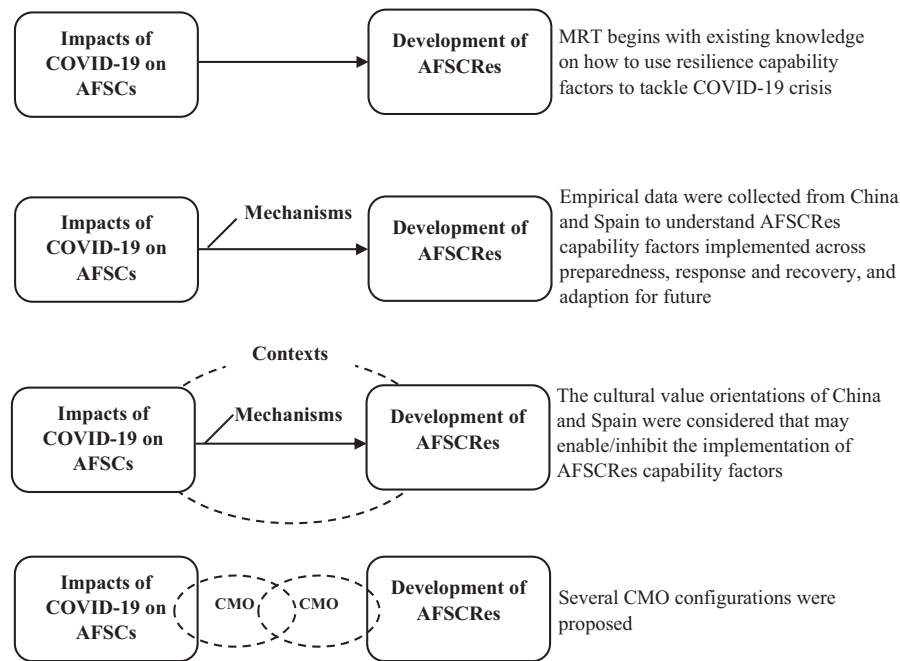 Impacts of
COVID-19 on
AFSCs
Development of
AFSCRes
MRT begins with existing knowledge
on how to use resilience capability
factors to tackle COVID-19 crisis
Impacts of
COVID-19 on
AFSCs
Mechanisms
Development of
AFSCRes
Empirical data were collected from China
and Spain to understand AFSCRes
capability factors implemented across
preparedness, response and recovery, and
adaption for future
Contexts
Impacts of
COVID-19 on
AFSCs
Mechanisms
Development of
AFSCRes
The cultural value orientations of China
and Spain were considered that may
enable/inhibit the implementation of
AFSCRes capability factors
Impacts of
COVID-19 on
AFSCs
CMO
CMO
Development of
AFSCRes
Several CMO configurations were
proposed